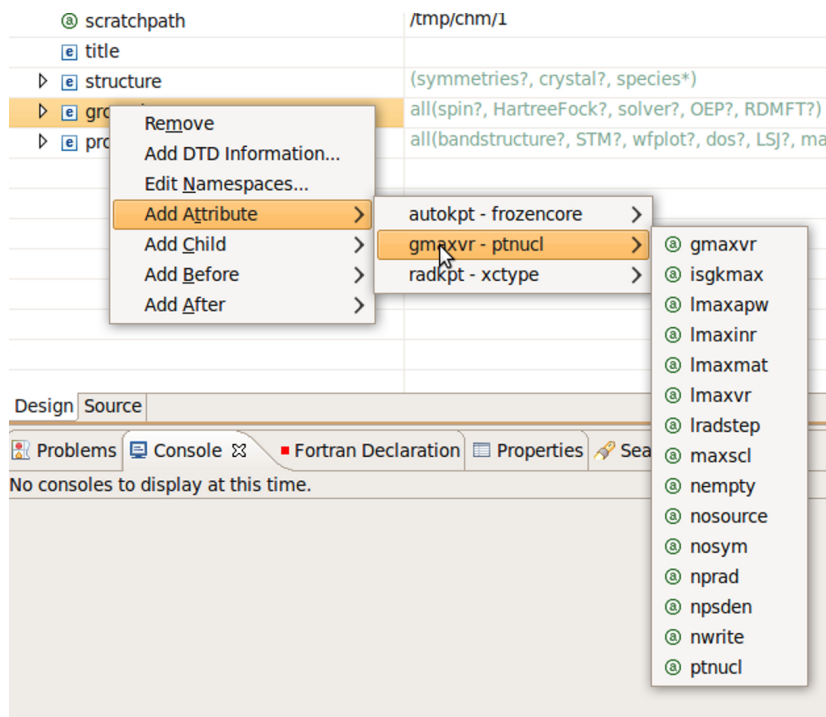 scratchpath /tmp/chm/1
title
structure (symmetries?, crystal?, species*)
all(spin?, HartreeFock?, solver?, OEP?, RDMFT?)
all(bandstructure?, STM?, wfplot?, dos?, LSJ?,
Remove
Add DTD Information...
Edit Namespaces...
Add Attribute
Add Child
Add Before
Add After
autokpt - frozencore
gmaxvr - ptnucl
radkpt - xctype
gmaxvr
isgkmax
lmaxapw
lmaxinr
lmaxmat
lmaxvr
lradstep
maxscl
nempty
nosource
nosym
nprad
npsden
nwrite
ptnucl
Design Source
Problems Console Fortran Declaration Properties
No consoles to display at this time.